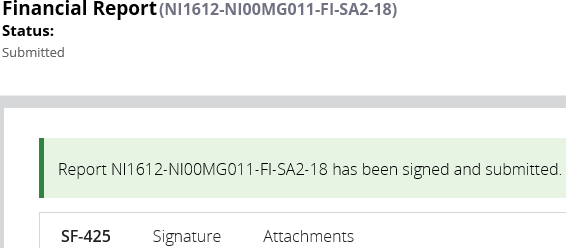 Financial Report (NI1612-NI00MG011-FI-SA2-18)
Status:
Submitted
Report NI1612-NI00MG011-FI-SA2-18 has been signed and submitted.
SF-425 Signature Attachments